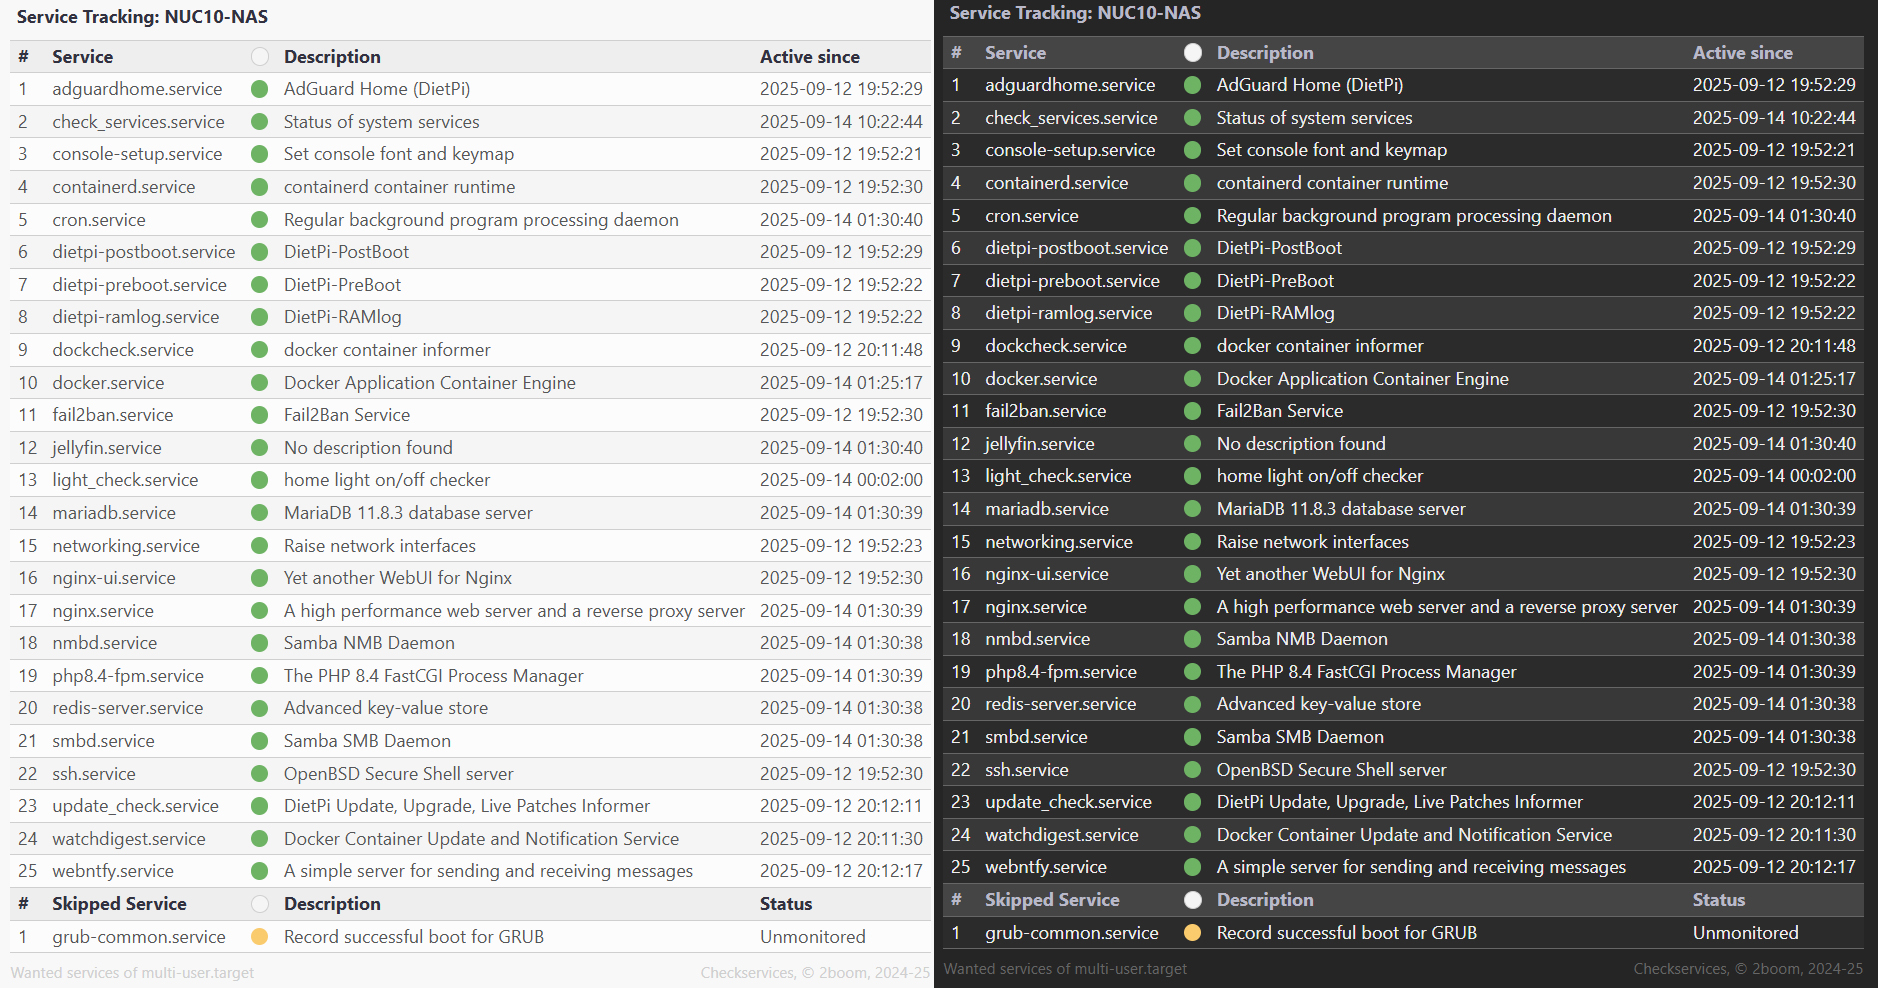 Service Tracking: NUC10-NAS
# Service Description Active since
1 adguardhome.service AdGuard Home (DietPi) 2025-09-12 19:52:29
2 check_services.service Status of system services 2025-09-14 10:22:44
3 console-setup.service Set console font and keymap 2025-09-12 19:52:21
4 containerd.service containerd container runtime 2025-09-12 19:52:30
5 cron.service Regular background program processing daemon 2025-09-14 01:30:40
6 dietpi-postboot.service DietPi-PostBoot 2025-09-12 19:52:29
7 dietpi-preboot.service DietPi-PreBoot 2025-09-12 19:52:22
8 dietpi-ramlog.service DietPi-RAMlog 2025-09-12 19:52:22
9 dockcheck.service docker container informer 2025-09-12 20:11:48
10 docker.service Docker Application Container Engine 2025-09-14 01:25:17
11 fail2ban.service Fail2Ban Service 2025-09-12 19:52:30
12 jellyfin.service No description found 2025-09-14 01:30:40
13 light_check.service home light on/off checker 2025-09-14 00:02:00
14 mariadb.service MariaDB 11.8.3 database server 2025-09-14 01:30:39
15 networking.service Raise network interfaces 2025-09-12 19:52:23
16 nginx-ui.service Yet another WebUI for Nginx 2025-09-12 19:52:30
17 nginx.service A high performance web server and a reverse proxy server 2025-09-14 01:30:39
18 nmbd.service Samba NMB Daemon 2025-09-14 01:30:38
19 php8.4-fpm.service The PHP 8.4 FastCGI Process Manager 2025-09-14 01:30:39
20 redis-server.service Advanced key-value store 2025-09-14 01:30:38
21 smbd.service Samba SMB Daemon 2025-09-14 01:30:38
22 ssh.service OpenBSD Secure Shell server 2025-09-12 19:52:30
23 update_check.service DietPi Update, Upgrade, Live Patches Informer 2025-09-12 20:12:11
24 watchdigest.service Docker Container Update and Notification Service 2025-09-12 20:11:30
25 webntfy.service A simple server for sending and receiving messages 2025-09-12 20:12:17
# Skipped Service Description Status
1 grub-common.service Record successful boot for GRUB Unmonitored
Wanted services of multi-user.target Checkservices, © 2boom, 2024-25
Service Tracking: NUC10-NAS
# Service Description Active since
1 adguardhome.service AdGuard Home (DietPi) 2025-09-12 19:52:29
2 check_services.service Status of system services 2025-09-14 10:22:44
3 console-setup.service Set console font and keymap 2025-09-12 19:52:21
4 containerd.service containerd container runtime 2025-09-12 19:52:30
5 cron.service Regular background program processing daemon 2025-09-14 01:30:40
6 dietpi-postboot.service DietPi-PostBoot 2025-09-12 19:52:29
7 dietpi-preboot.service DietPi-PreBoot 2025-09-12 19:52:22
8 dietpi-ramlog.service DietPi-RAMlog 2025-09-12 19:52:22
9 dockcheck.service docker container informer 2025-09-12 20:11:48
10 docker.service Docker Application Container Engine 2025-09-14 01:25:17
11 fail2ban.service Fail2Ban Service 2025-09-12 19:52:30
12 jellyfin.service No description found 2025-09-14 01:30:40
13 light_check.service home light on/off checker 2025-09-14 00:02:00
14 mariadb.service MariaDB 11.8.3 database server 2025-09-14 01:30:39
15 networking.service Raise network interfaces 2025-09-12 19:52:23
16 nginx-ui.service Yet another WebUI for Nginx 2025-09-12 19:52:30
17 nginx.service A high performance web server and a reverse proxy server 2025-09-14 01:30:39
18 nmbd.service Samba NMB Daemon 2025-09-14 01:30:38
19 php8.4-fpm.service The PHP 8.4 FastCGI Process Manager 2025-09-14 01:30:39
20 redis-server.service Advanced key-value store 2025-09-14 01:30:38
21 smbd.service Samba SMB Daemon 2025-09-14 01:30:38
22 ssh.service OpenBSD Secure Shell server 2025-09-12 19:52:30
23 update_check.service DietPi Update, Upgrade, Live Patches Informer 2025-09-12 20:12:11
24 watchdigest.service Docker Container Update and Notification Service 2025-09-12 20:11:30
25 webntfy.service A simple server for sending and receiving messages 2025-09-12 20:12:17
# Skipped Service Description Status
1 grub-common.service Record successful boot for GRUB Unmonitored
Wanted services of multi-user.target Checkservices, © 2boom, 2024-25